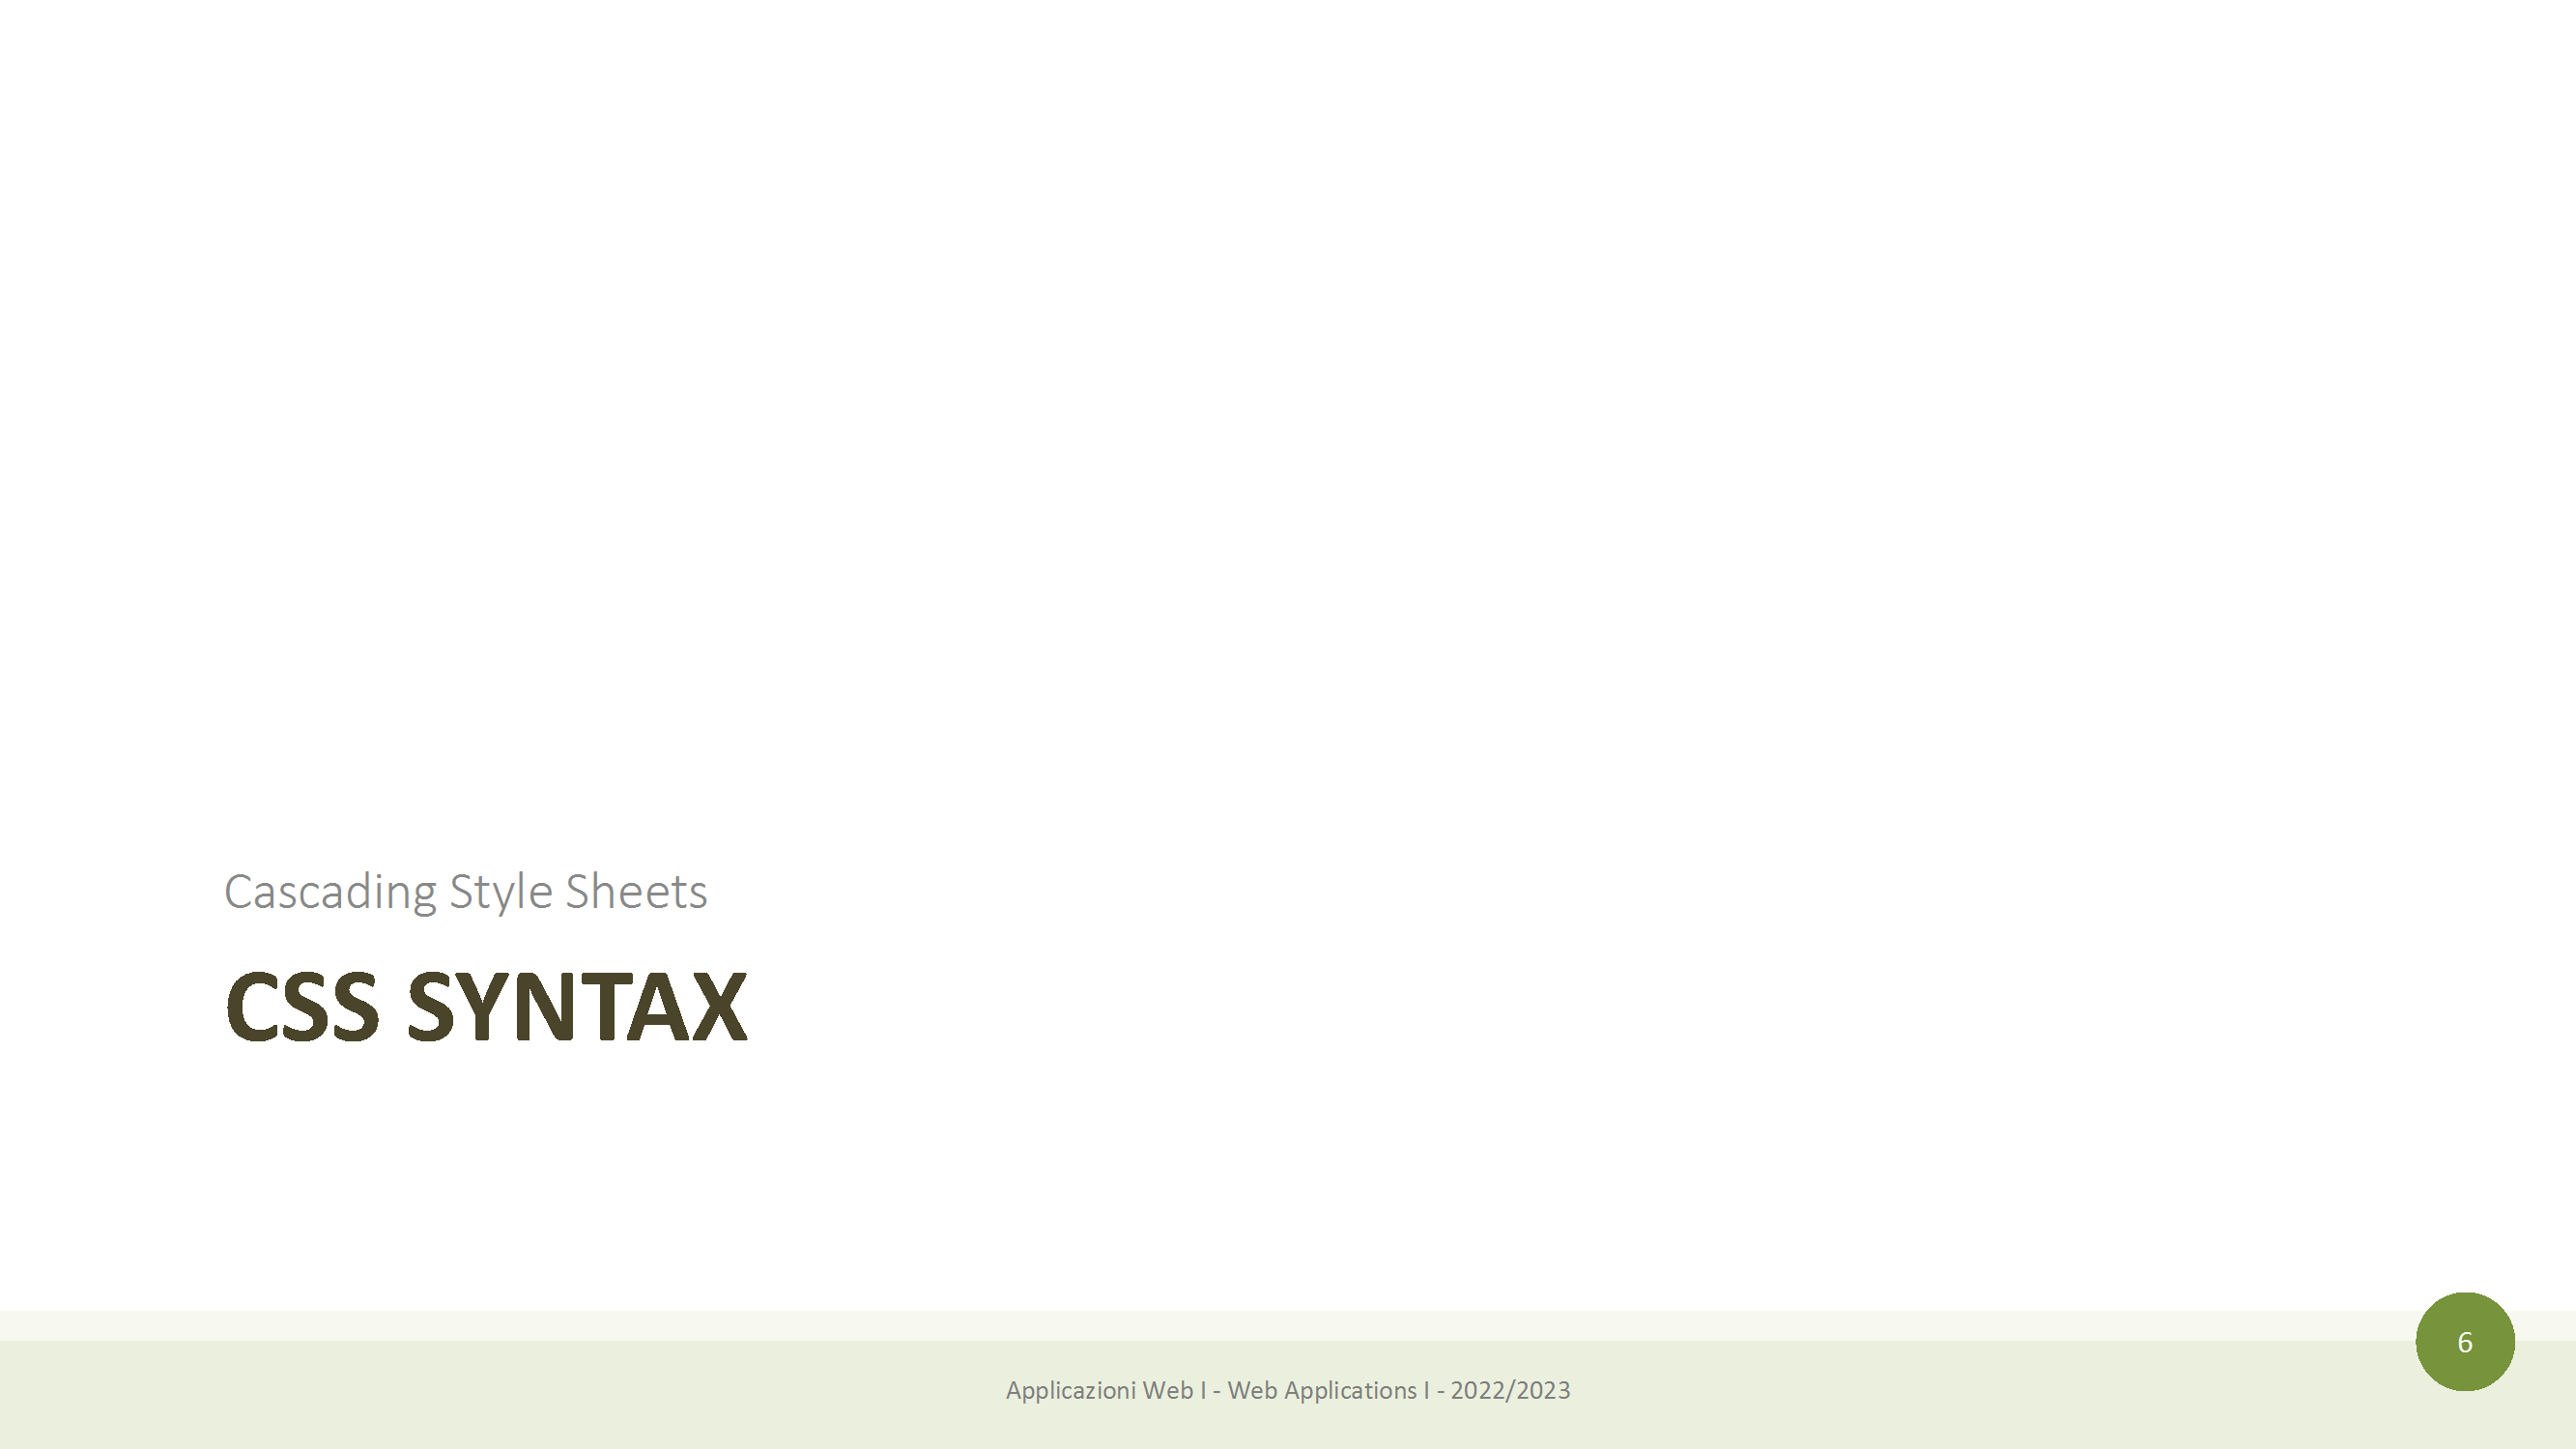 Cascading Style Sheets
CSS SYNTAX
6
Applicazioni Web I - Web Applications I - 2022/2023